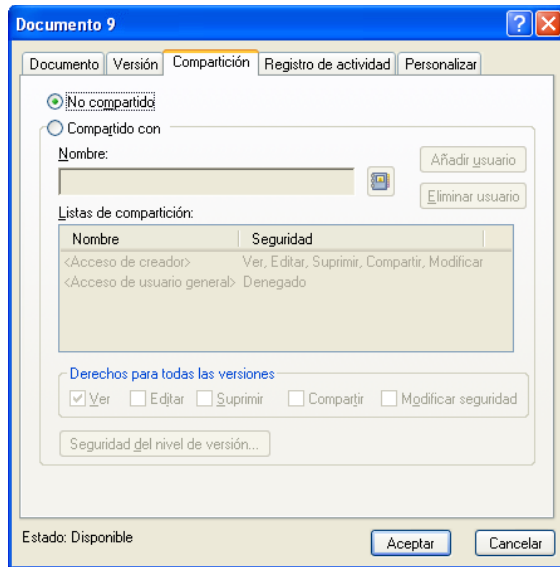 Documento 9
Documento Versión Compartición Registro de actividad Personalizar
No compartido
Compartido con
Nombre:
Añadir usuario
Eliminar usuario
Listas de compartición:
Nombre Seguridad
<Acceso de creador> Ver, Editar, Suprimir, Compartir, Modificar
<Acceso de usuario general> Denegado
Derechos para todas las versiones
Ver Editar Suprimir Compartir Modificar seguridad
Seguridad del nivel de versión...
Estado: Disponible
Aceptar Cancelar